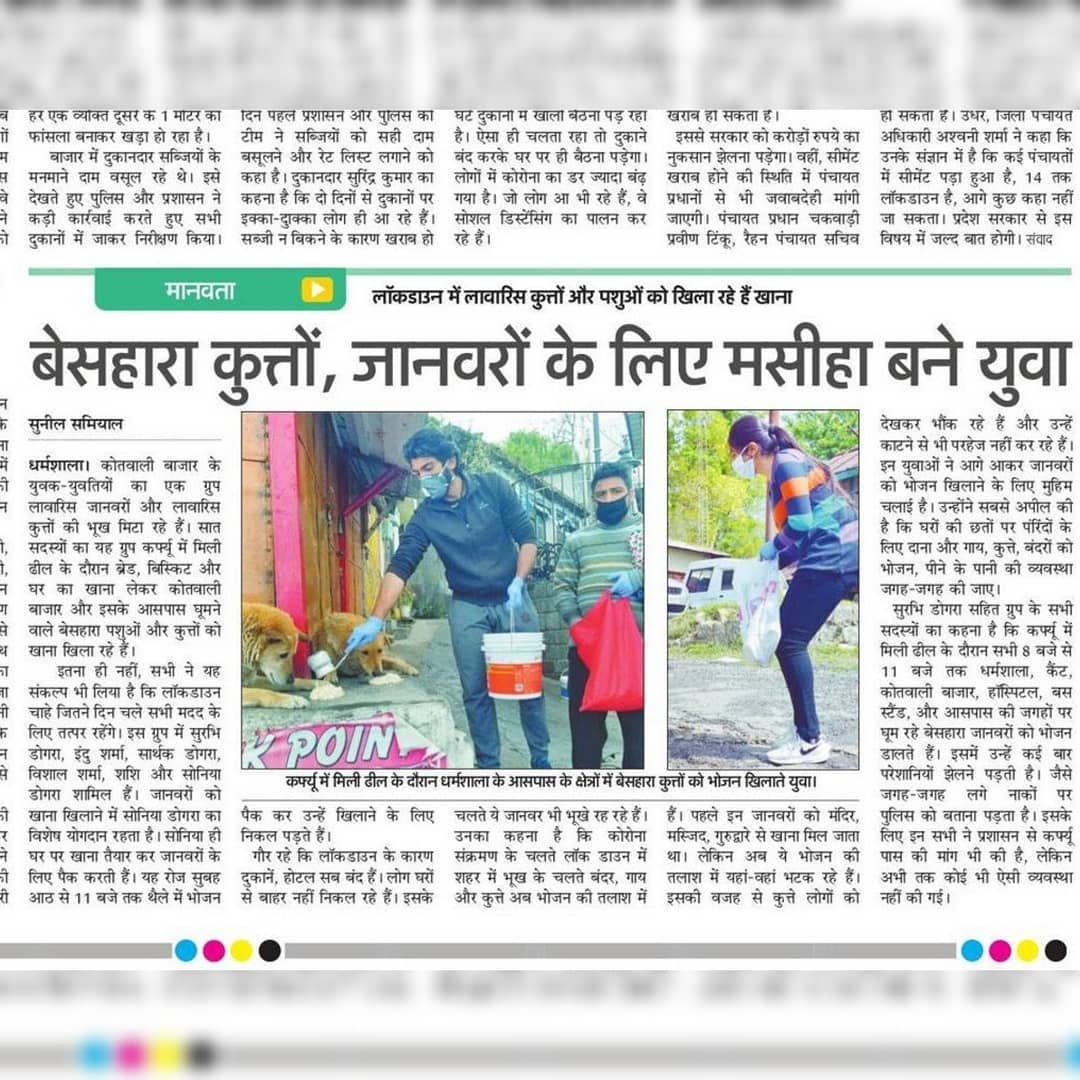 हर एक व्यक्ति दूसरे के 1 मीटर का
फांसला बनाकर खड़ा हो रहा है।
बाजार में दुकानदार सब्जियों के
मनमाने दाम वसूल रहे थे। इसे
देखते हुए पुलिस और प्रशासन ने
कड़ी कार्रवाई करते हुए सभी
दुकानों में जाकर निरीक्षण किया।
दिन पहले प्रशासन और पुलिस की
टीम ने सब्जियों को सही दाम
बसूलने और रेट लिस्ट लगाने को
कहा है। दुकानदार सुरिंद्र कुमार का
कहना है कि दो दिनों से दुकानों पर
इक्का-दुाक्का लोग ही आ रहे हैं।
सब्जी न बिकने के कारण खराब हो
घंटे दुकानों में खाली बैठना पड़ रहा
है। ऐसा ही चलता रहा तो दुकाने
बंद करके घर पर ही बैठना पड़ेगा।
लोगों में कोरोना का डर ज्यादा बंढ़
गया है। जो लोग आ भी रहे हैं, वे
सोशल डिस्टेंसिंग का पालन कर
रहे हैं।
खराब हो सकता है।
इससे सरकार को करोड़ों रुपये का
नुकसान झेलना पड़ेगा। वहीं, सीमेंट
खराब होने की स्थिति में पंचायत
प्रधानों से भी जवाबदेही मांगी
जाएगी। पंचायत प्रधान चकवाड़ी
प्रवीण टिंकू, रैहन पंचायत सचिव
हो सकता है। उधर, जिला पंचायत
अधिकारी अश्वनी शर्मा ने कहा कि
उनके संज्ञान में है कि कई पंचायतों
में सीमेंट पड़ा हुआ है, 14 तक
लॉकडाउन है, आगे कुछ कहा नहीं
जा सकता। प्रदेश सरकार से इस
विषय में जल्द बात होगी। संवाद
मानवता
लॉकडाउन में लावारिस कुत्तों और पशुओं को खिला रहे हैं खाना
बेसहारा कुत्तों, जानवरों के लिए मसीहा बने युवा
सुनील समियाल
धर्मशाला। कोतवाली बाजार के
युवक-युवतियों का एक ग्रुप
लावारिस जानवरों और लावारिस
कुत्तों की भूख मिटा रहे हैं। सात
सदस्यों का यह ग्रुप कर्फ्यू में मिली
ढील के दौरान ब्रेड, बिस्किट और
घर का खाना लेकर कोतवाली
बाजार और इसके आसपास घूमने
वाले बेसहारा पशुओं और कुत्तों को
खाना खिला रहे हैं।
इतना ही नहीं, सभी ने यह
संकल्प भी लिया है कि लॉकडाउन
चाहे जितने दिन चले सभी मदद के
लिए तत्पर रहेंगे। इस ग्रुप में सुरभि
डोगरा, इंदु शर्मा, सार्थक डोगरा,
विशाल शर्मा, शशि और सोनिया
डोगरा शामिल हैं। जानवरों को
खाना खिलाने में सोनिया डोगरा का
विशेष योगदान रहता है। सोनिया ही
घर पर खाना तैयार कर जानवरों के
लिए पैक करती हैं। यह रोज सुबह
आठ से 11 बजे तक थैले में भोजन
K POIN
कर्फ्यू में मिली ढील के दौरान धर्मशाला के आसपास के क्षेत्रों में बेसहारा कुत्तों को भोजन खिलाते युवा।
पैक कर उन्हें खिलाने के लिए
निकल पड़ते हैं।
गौर रहे कि लॉकडाउन के कारण
दुकानें, होटल सब बंद हैं। लोग घरों
से बाहर नहीं निकल रहे हैं। इसके
चलते ये जानवर भी भूखे रह रहे हैं।
उनका कहना है कि कोरोना
संक्रमण के चलते लॉक डाउन में
शहर में भूख के चलते बंदर, गाय
और कुत्ते अब भोजन की तलाश में
हैं। पहले इन जानवरों को मंदिर,
मस्जिद, गुरुद्वारे से खाना मिल जाता
था। लेकिन अब ये भोजन की
तलाश में यहां-वहां भटक रहे हैं।
इसकी वजह से कुत्ते लोगों को
देखकर भौंक रहे हैं और उन्हें
काटने से भी परहेज नहीं कर रहे हैं।
इन युवाओं ने आगे आकर जानवरों
को भोजन खिलाने के लिए मुहिम
चलाई है। उन्होंने सबसे अपील की
है कि घरों की छतों पर परिंदों के
लिए दाना और गाय, कुत्ते, बंदरों को
भोजन, पीने के पानी की व्यवस्था
जगह-जगह की जाए।
सुरभि डोगरा सहित ग्रुप के सभी
सदस्यों का कहना है कि कर्फ्यू में
मिली ढील के दौरान सभी 8 बजे से
11 बजे तक धर्मशाला, कैंट,
कोतवाली बाजार, हॉस्पिटल, बस
स्टैंड, और आसपास की जगहों पर
घूम रहे बेसहारा जानवरों को भोजन
डालते हैं। इसमें उन्हें कई बार
परेशानियां झेलने पड़ती है। जैसे
जगह-जगह लगे नाकों पर
पुलिस को बताना पड़ता है। इसके
लिए इन सभी ने प्रशासन से कर्फ्यू
पास की मांग भी की है, लेकिन
अभी तक कोई भी ऐसी व्यवस्था
नहीं की गई।